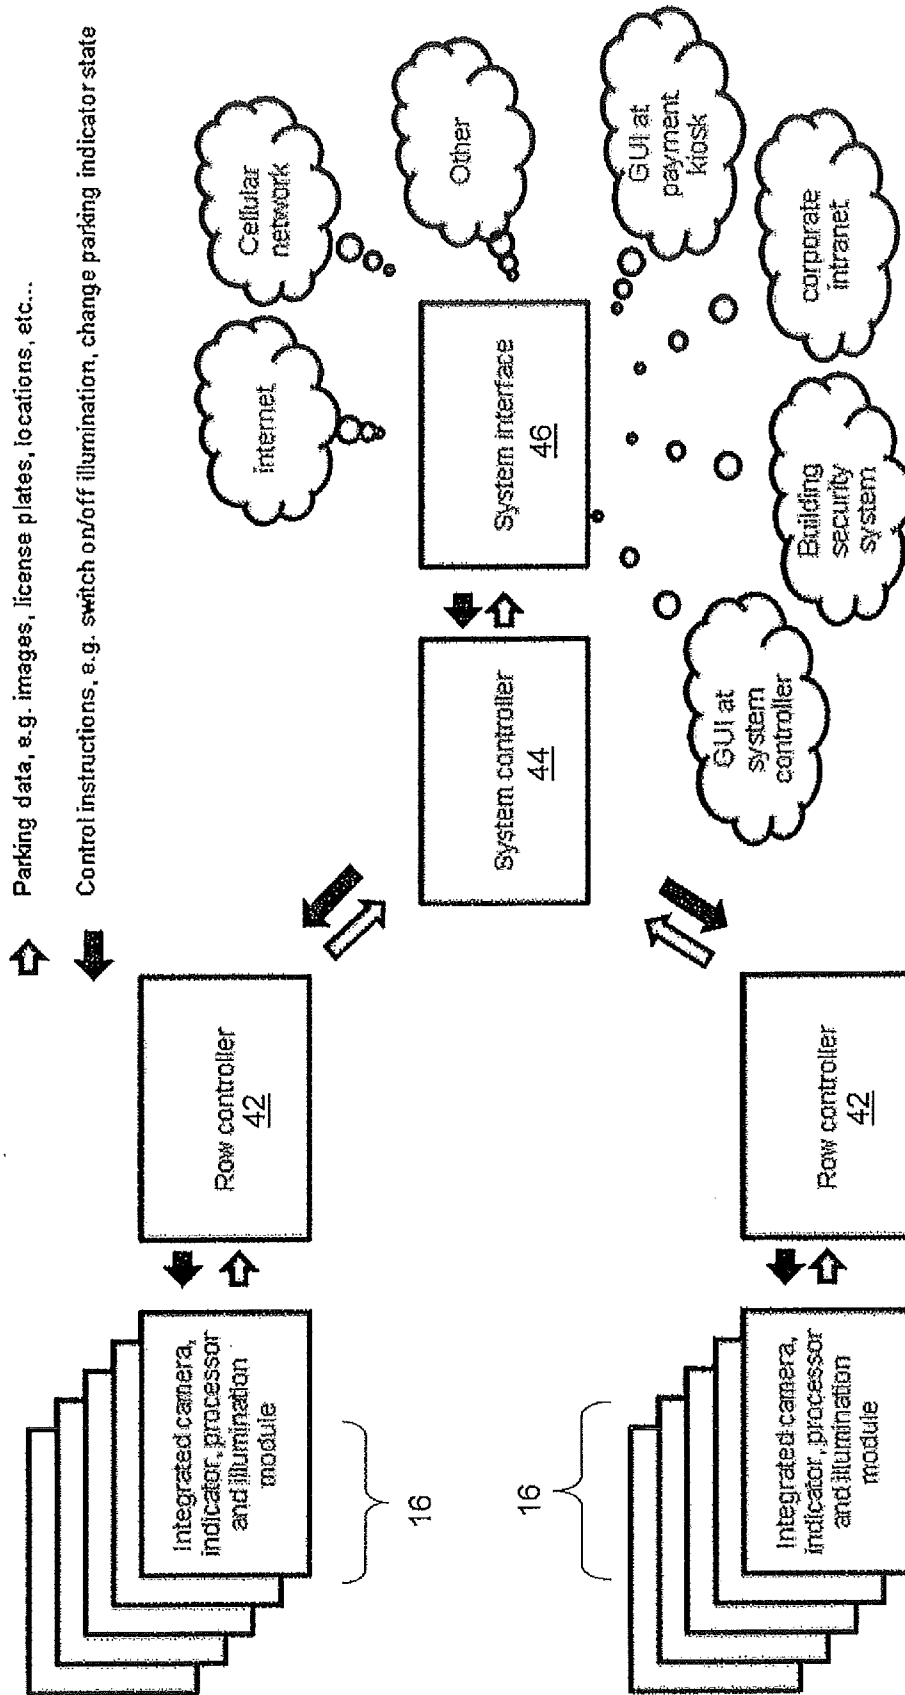 Parking data, e.g. images, license plates, locations, etc...
Control instructions, e.g. switch on/off illumination, change parking indicator state
Integrated camera,
indicator, processor
and illumination
module
16
Row controller
42
System controller
44
System interface
46
internet
Cellular
network
Other
GUI at
payment
kiosk
corporate
intranet
Building
security
system
GUI at
system
controller
16
Integrated camera,
indicator, processor
and illumination
module
Row controller
42